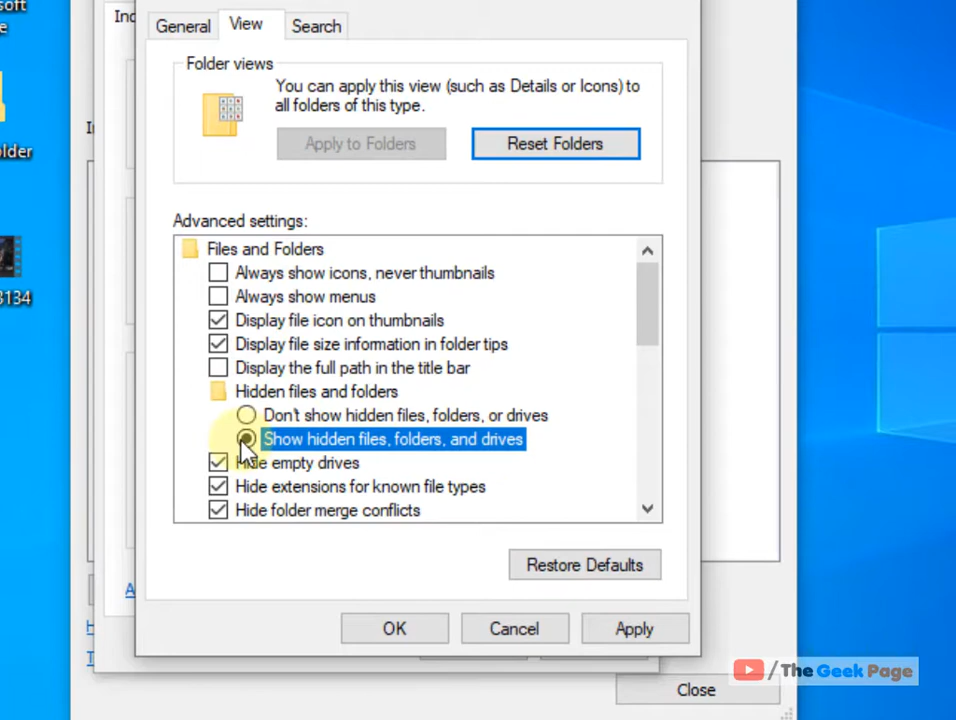 soft
e
Ind
General
View
Search
Folder views
You can apply this view (such as Details or Icons) to
all folders of this type.
Apply to Folders
Reset Folders
older
Advanced settings:
Files and Folders
Always show icons, never thumbnails
Always show menus
Display file icon on thumbnails
Display file size information in folder tips
Display the full path in the title bar
Hidden files and folders
Don't show hidden files, folders, or drives
Show hidden files, folders, and drives
Hide empty drives
Hide extensions for known file types
Hide folder merge conflicts
3134
Restore Defaults
A
OK
Cancel
Apply
H
T
/The Geek Page
Close